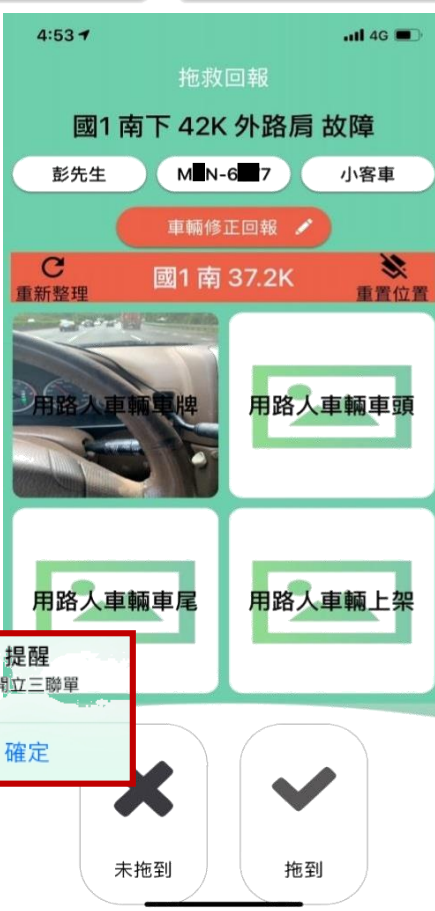 4:53
4G
拖救回報
國1 南下 42K 外路肩 故障
彭先生
M N-6 7
小客車
車輛修正回報
重新整理
國1 南 37.2K
重置位置
用路人車輛車牌
用路人車輛車頭
用路人車輛車尾
用路人車輛上架
提醒
立三聯單
確定
未拖到
拖到